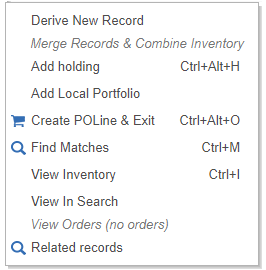 Derive New Record
Merge Records & Combine Inventory
Add holding Ctrl+Alt+H
Add Local Portfolio
Create POLine & Exit Ctrl+Alt+O
Find Matches Ctrl+M
View Inventory Ctrl+I
View In Search
View Orders (no orders)
Related records